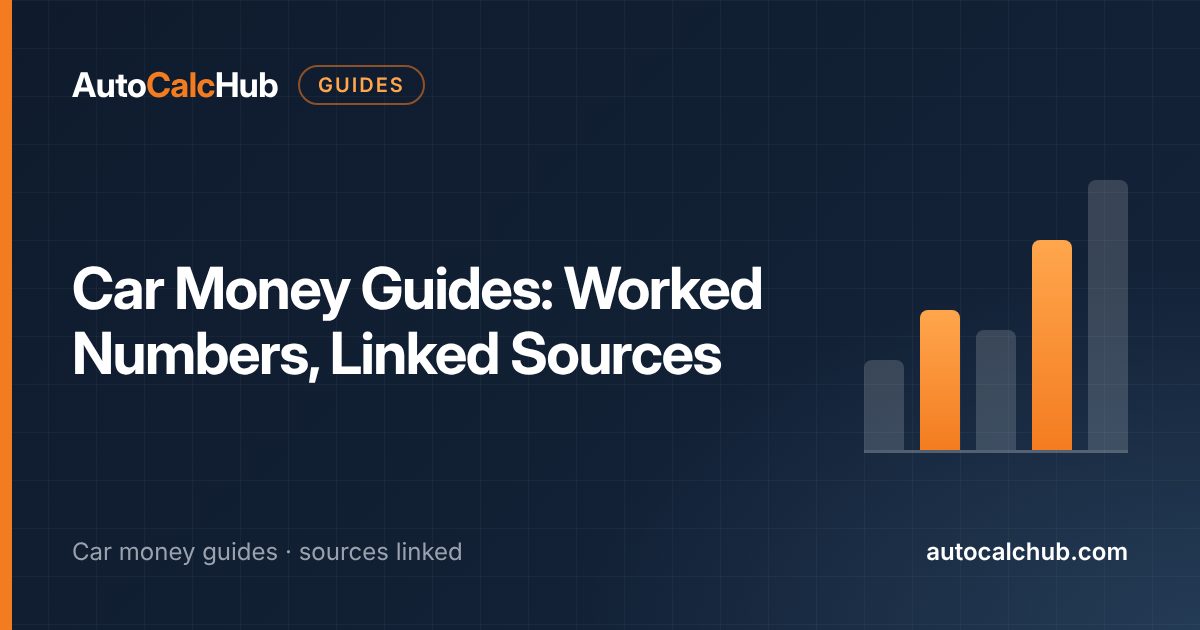 AutoCalcHub
GUIDES
Car Money Guides: Worked
Numbers, Linked Sources
Car money guides · sources linked
autocalchub.com